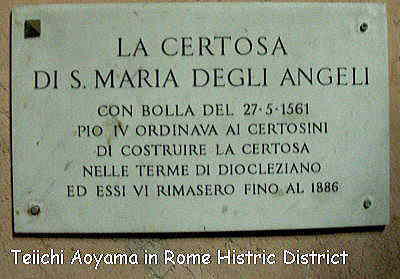 LA CERTOSA
DI S. MARIA DEGLI ANGELI
CON BOLLA DEL 27·5·1561
PIO IV ORDINAVA AI CERTOSINI
DI COSTRUIRE LA CERTOSA
NELLE TERME DI DIOCLEZIANO
ED ESSI VI RIMASERO FINO AL 1886
Teiichi Aoyama in Rome Histric District